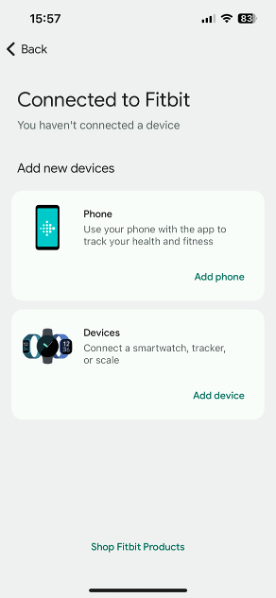 15:57
83
Back
Connected to Fitbit
You haven't connected a device
Add new devices
Phone
Use your phone with the app to
track your health and fitness
Add phone
Devices
Connect a smartwatch, tracker,
or scale
Add device
Shop Fitbit Products